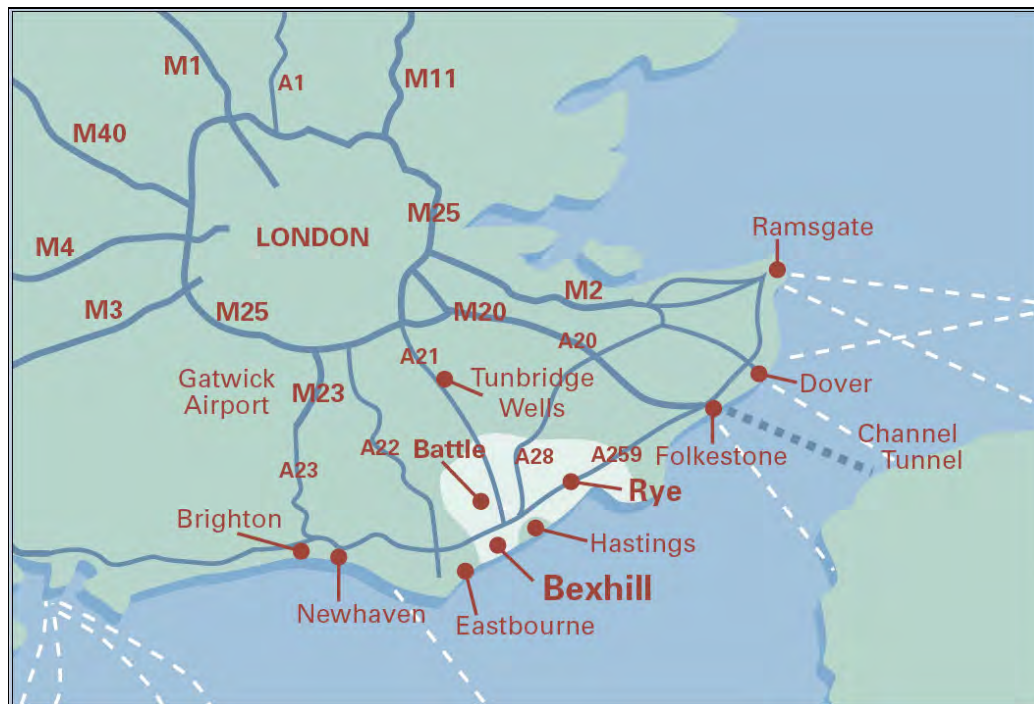 M1
A1
M11
M40
M25
LONDON
Ramsgate
M4
M2
M3
M25
M20
A20
A21
Gatwick
Airport
M23
Tunbridge
Wells
Dover
Channel
Tunnel
A22
Battle
A28
A259
Folkestone
A23
Rye
Brighton
Hastings
Bexhill
Newhaven
Eastbourne